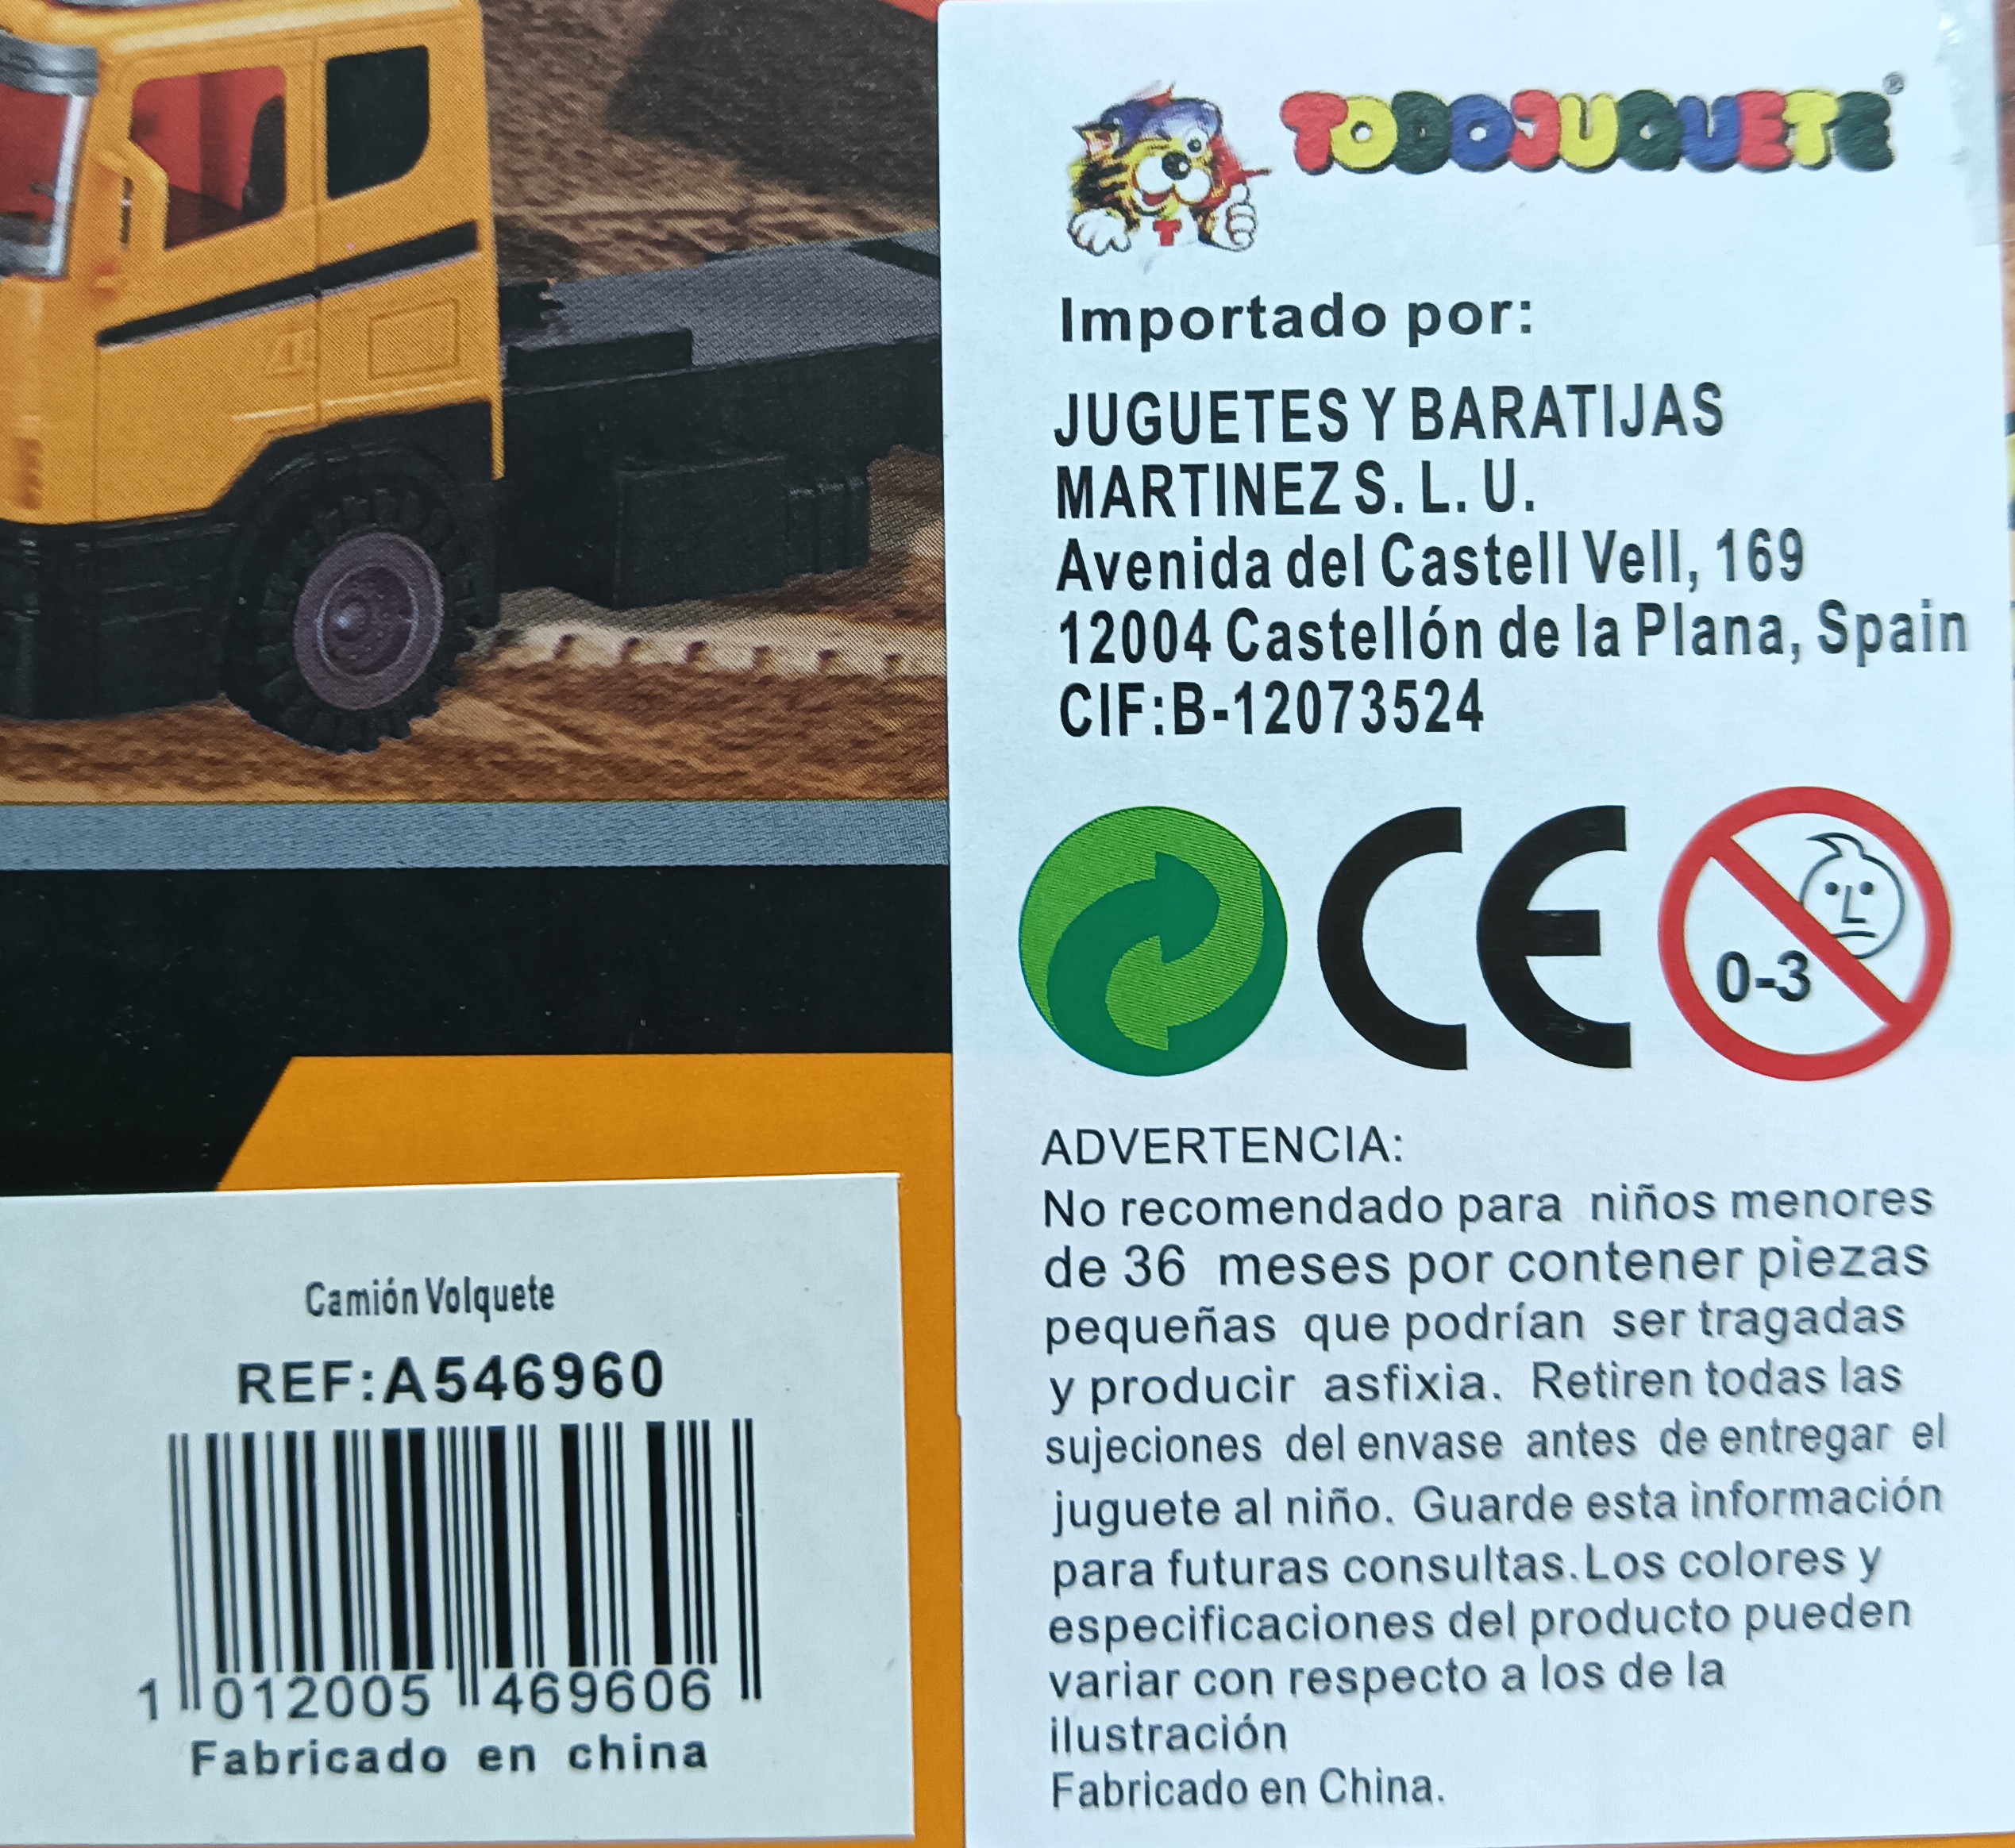 TODOJUQUETE®
Importado por:
JUGUETES Y BARATIJAS
MARTINEZ S. L. U.
Avenida del Castell Vell, 169
12004 Castellón de la Plana, Spain
CIF:B-12073524
CE
0-3
ADVERTENCIA:
No recomendado para niños menores
de 36 meses por contener piezas
pequeñas que podrían ser tragadas
y producir asfixia. Retiren todas las
sujeciones del envase antes de entregar el
juguete al niño. Guarde esta información
para futuras consultas. Los colores y
especificaciones del producto pueden
variar con respecto a los de la
ilustración
Fabricado en China.
Camión Volquete
REF:A546960
1 012005 469606
Fabricado en china